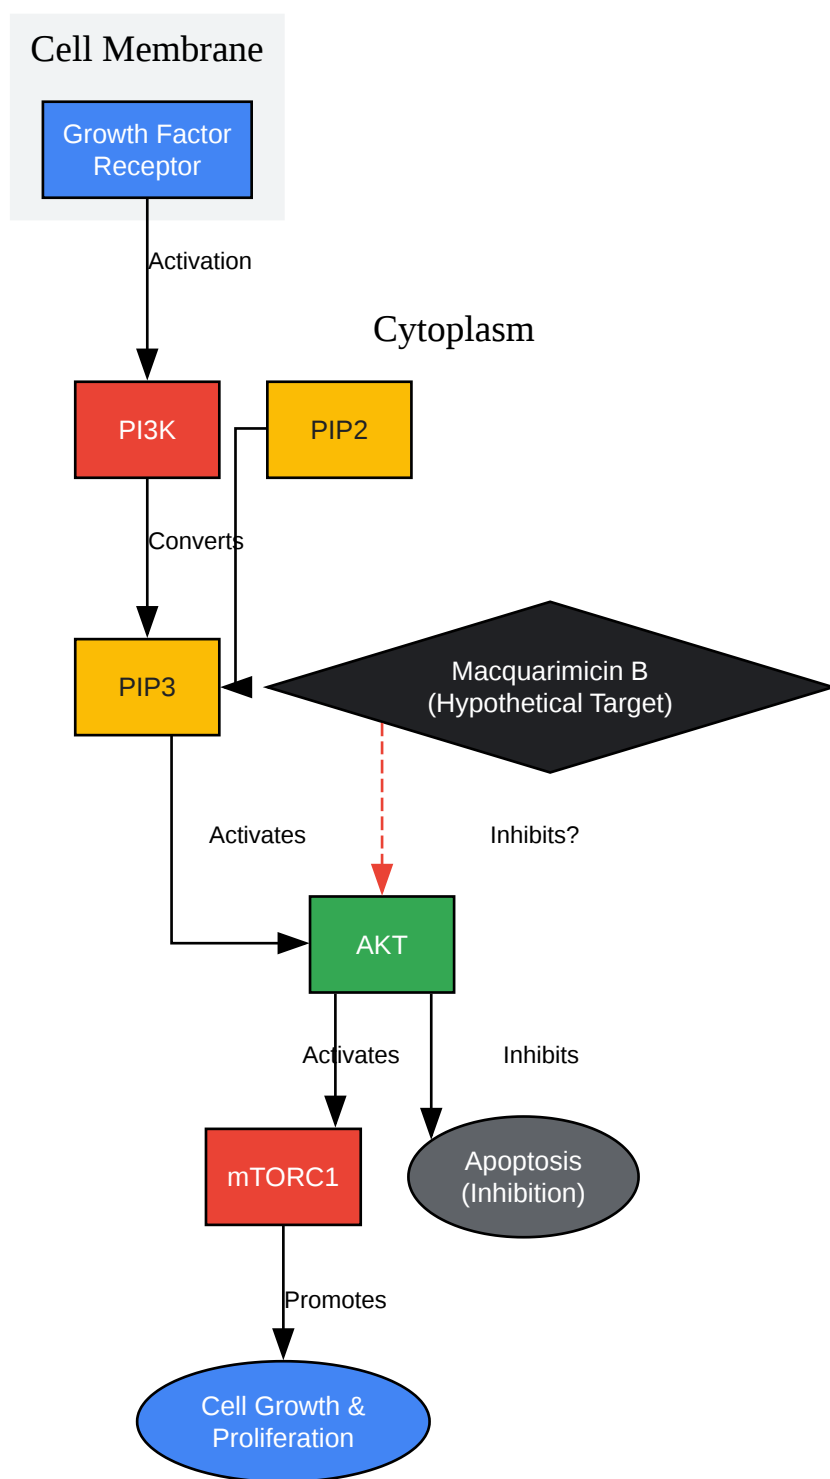 Cell Membrane
Growth Factor
Receptor
Activation
Cytoplasm
PI3K
PIP2
Converts
PIP3
Macquarimicin B
(Hypothetical Target)
Activates
Inhibits?
AKT
Activates
Inhibits
mTORC1
Apoptosis
(Inhibition)
Promotes
Cell Growth &
Proliferation